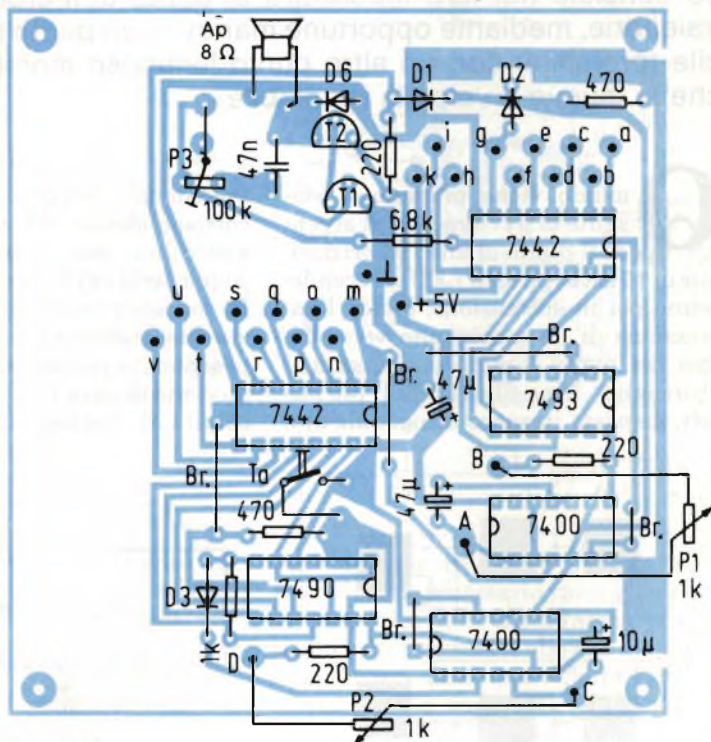 Ap
8 Ω
D6
D1
D2
470
T2
T1
47n
220
P3
100k
i
g
e
c
a
k
h
f
d
b
6,8k
7442
⊥
+5V
u
s
q
o
m
v
t
r
p
n
Br.
Br.
47µ
+
7493
7442
Br.
Ta
B
220
47µ
+
A
7400
Br.
P1
1k
470
D3
1k
7490
D
220
Br.
7400
+
10µ
C
P2
1k